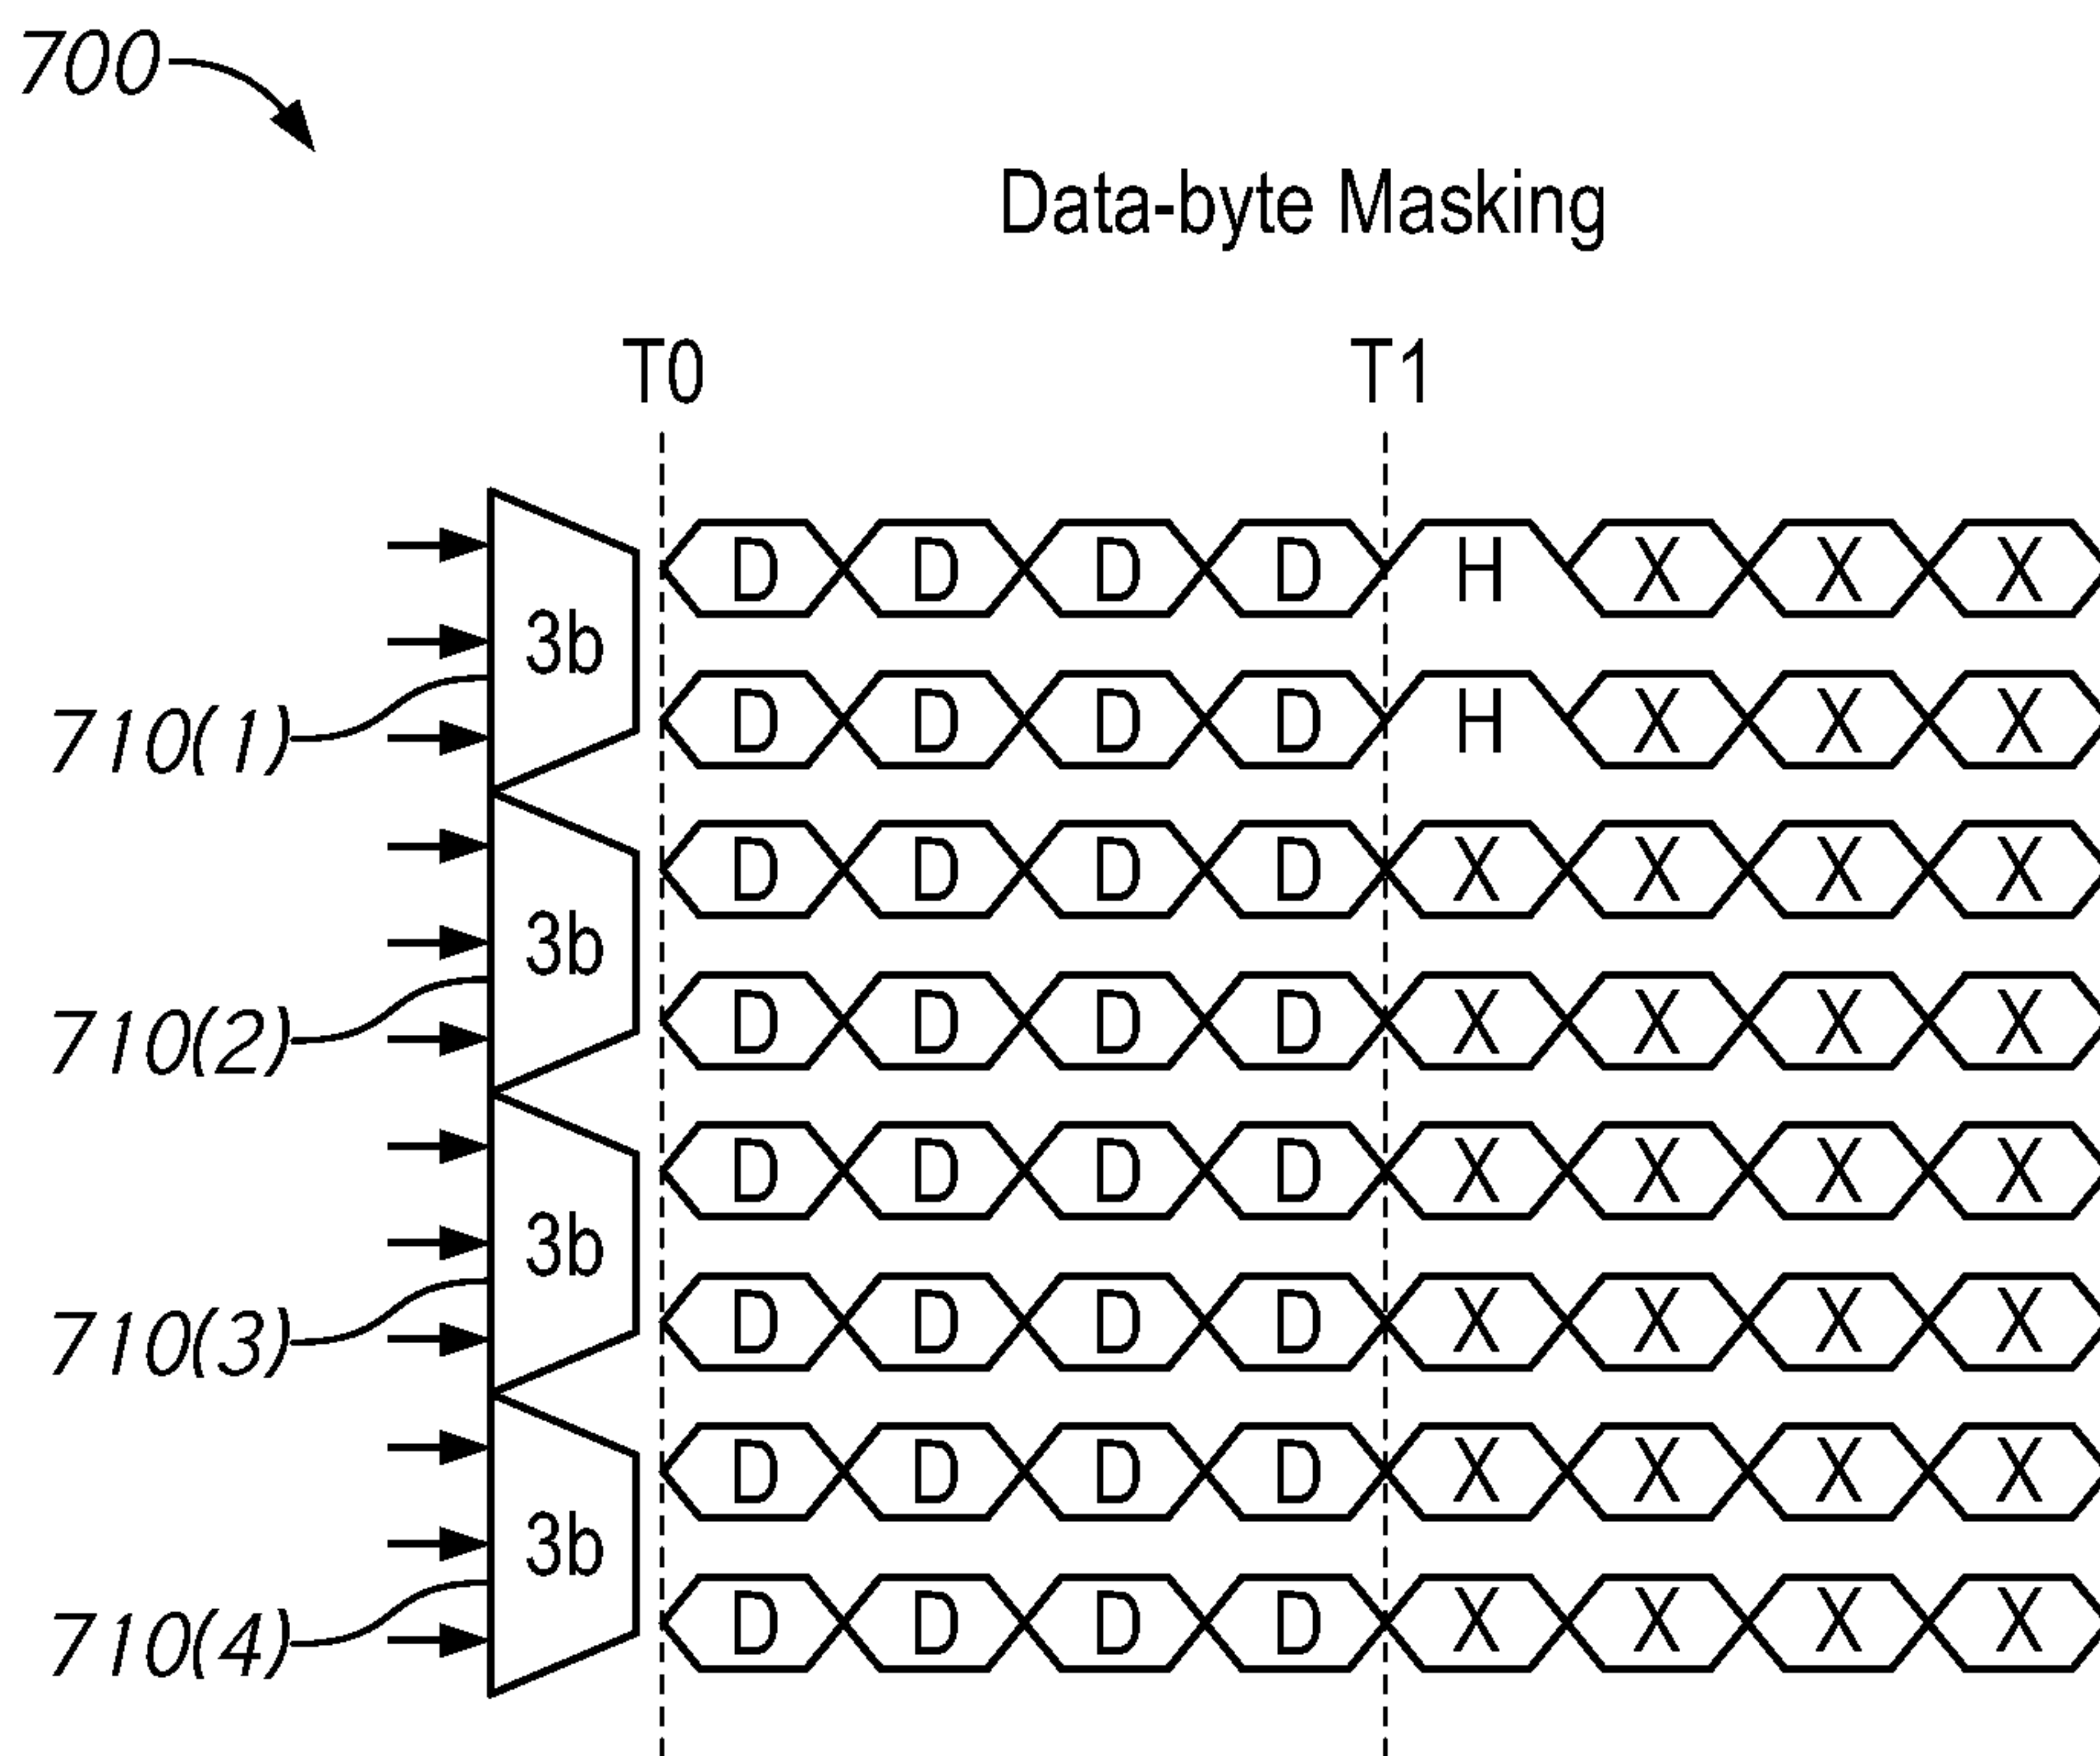 700
Data-byte Masking
T0 T1
D D D D H X X X
3b
D D D D H X X X
710(1)
D D D D X X X X
3b
D D D D X X X X
710(2)
D D D D X X X X
3b
D D D D X X X X
710(3)
D D D D X X X X
3b
D D D D X X X X
710(4)